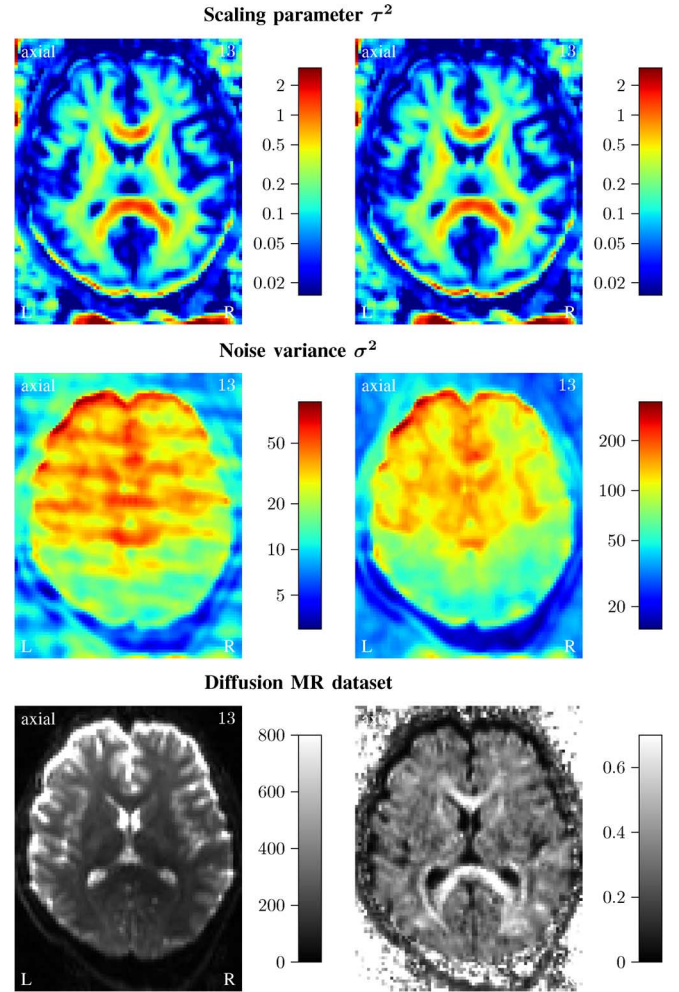 Scaling parameter τ²
axial 13
L R
2
1
0.5
0.2
0.1
0.05
0.02
axial 13
L R
2
1
0.5
0.2
0.1
0.05
0.02
Noise variance σ²
axial 13
L R
50
20
10
5
axial 13
L R
200
100
50
20
Diffusion MR dataset
axial 13
L R
800
600
400
200
0
0.6
0.4
0.2
0